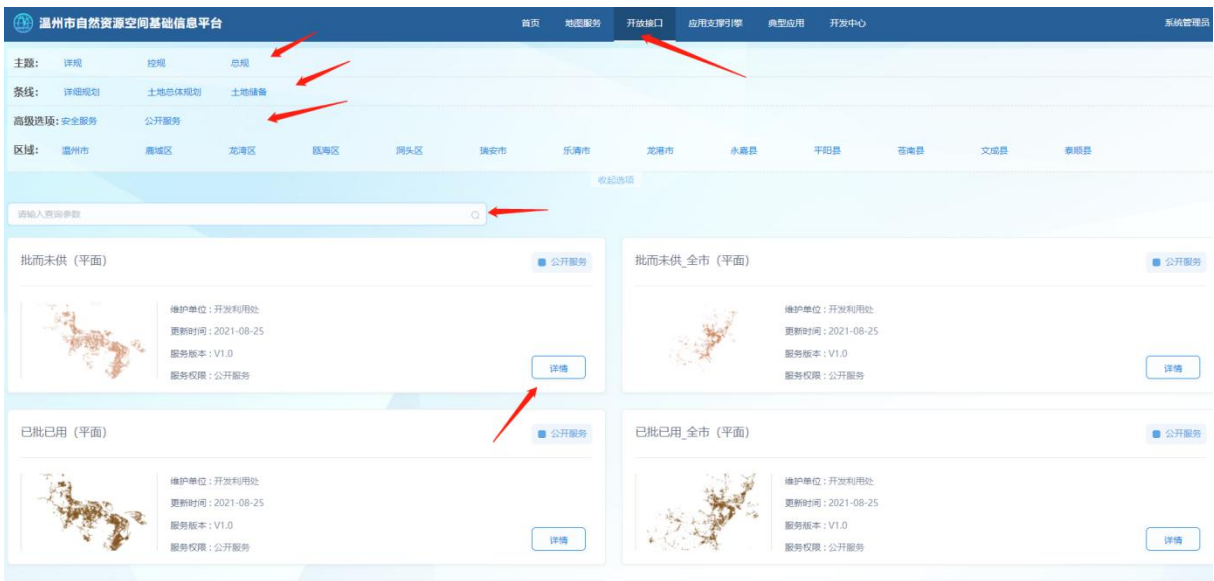 温州市自然资源空间基础信息平台 首页 地图服务 开放接口 应用支撑引擎 典型应用 开发中心 系统管理员
主题: 详规 控规 总规
条线: 详细规划 土地总体规划 土地储备
高级选项: 安全服务 公开服务
区域: 温州市 鹿城区 龙湾区 瓯海区 洞头区 瑞安市 乐清市 龙港市 永嘉县 平阳县 苍南县 文成县 泰顺县
收起选项
请输入查询参数
批而未供（平面） 公开服务
维护单位 : 开发利用处
更新时间 : 2021-08-25
服务版本 : V1.0
服务权限 : 公开服务
详情
批而未供_全市（平面） 公开服务
维护单位 : 开发利用处
更新时间 : 2021-08-25
服务版本 : V1.0
服务权限 : 公开服务
详情
已批已用（平面） 公开服务
维护单位 : 开发利用处
更新时间 : 2021-08-25
服务版本 : V1.0
服务权限 : 公开服务
详情
已批已用_全市（平面） 公开服务
维护单位 : 开发利用处
更新时间 : 2021-08-25
服务版本 : V1.0
服务权限 : 公开服务
详情